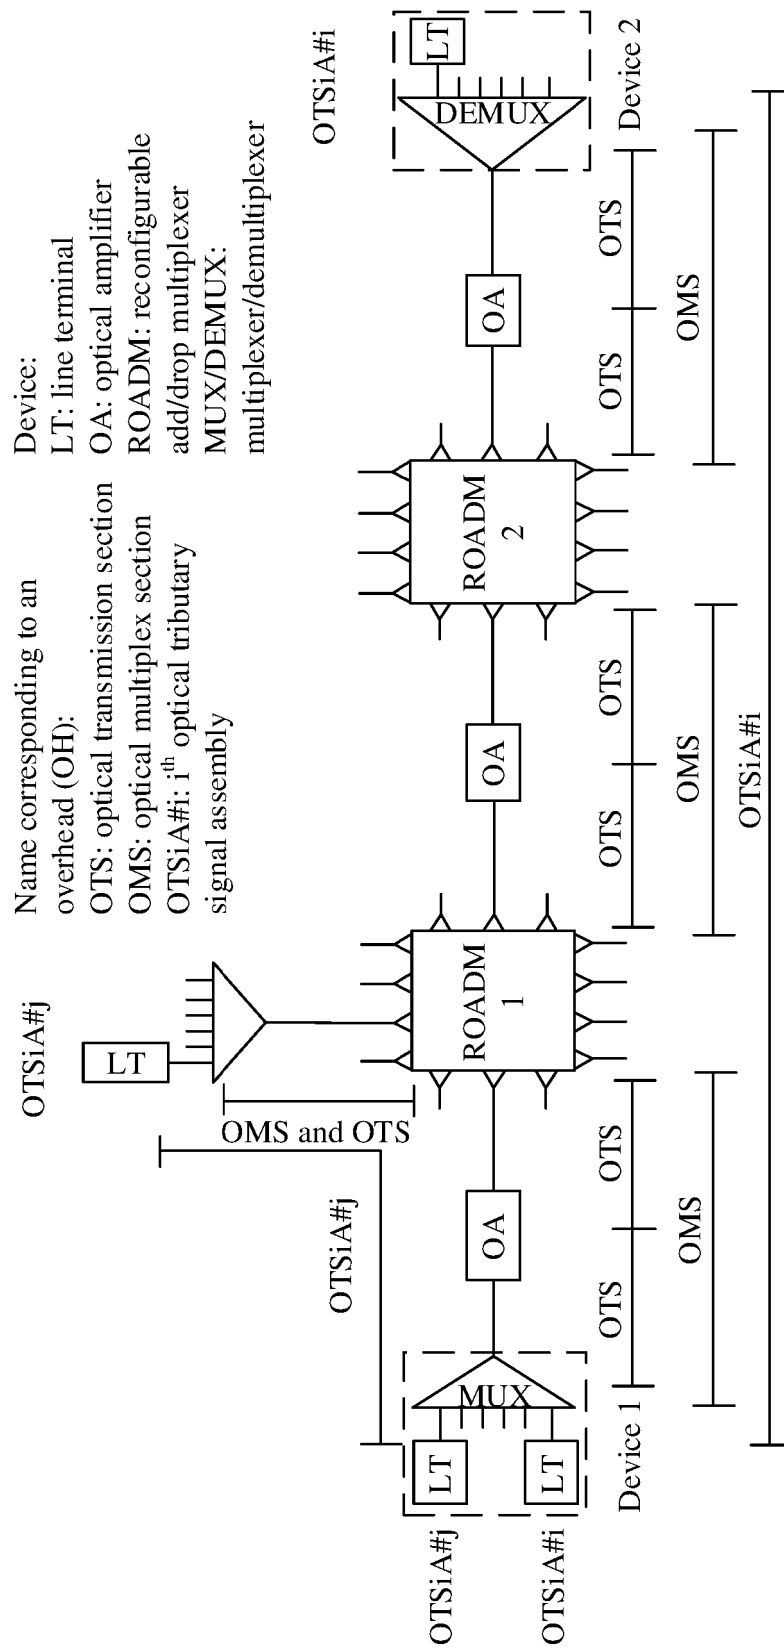 Name corresponding to an
overhead (OH):
OTS: optical transmission section
OMS: optical multiplex section
OTSiA#i: ith optical tributary
signal assembly
Device:
LT: line terminal
OA: optical amplifier
ROADM: reconfigurable
add/drop multiplexer
MUX/DEMUX:
multiplexer/demultiplexer
OTSiA#j
LT
OMS and OTS
OTSiA#j
OTSiA#j
OTSiA#i
LT
LT
MUX
Device 1
OA
ROADM
1
OA
ROADM
2
OA
DEMUX
LT
OTSiA#i
Device 2
OTS
OTS
OTS
OTS
OTS
OTS
OMS
OMS
OMS
OTSiA#i